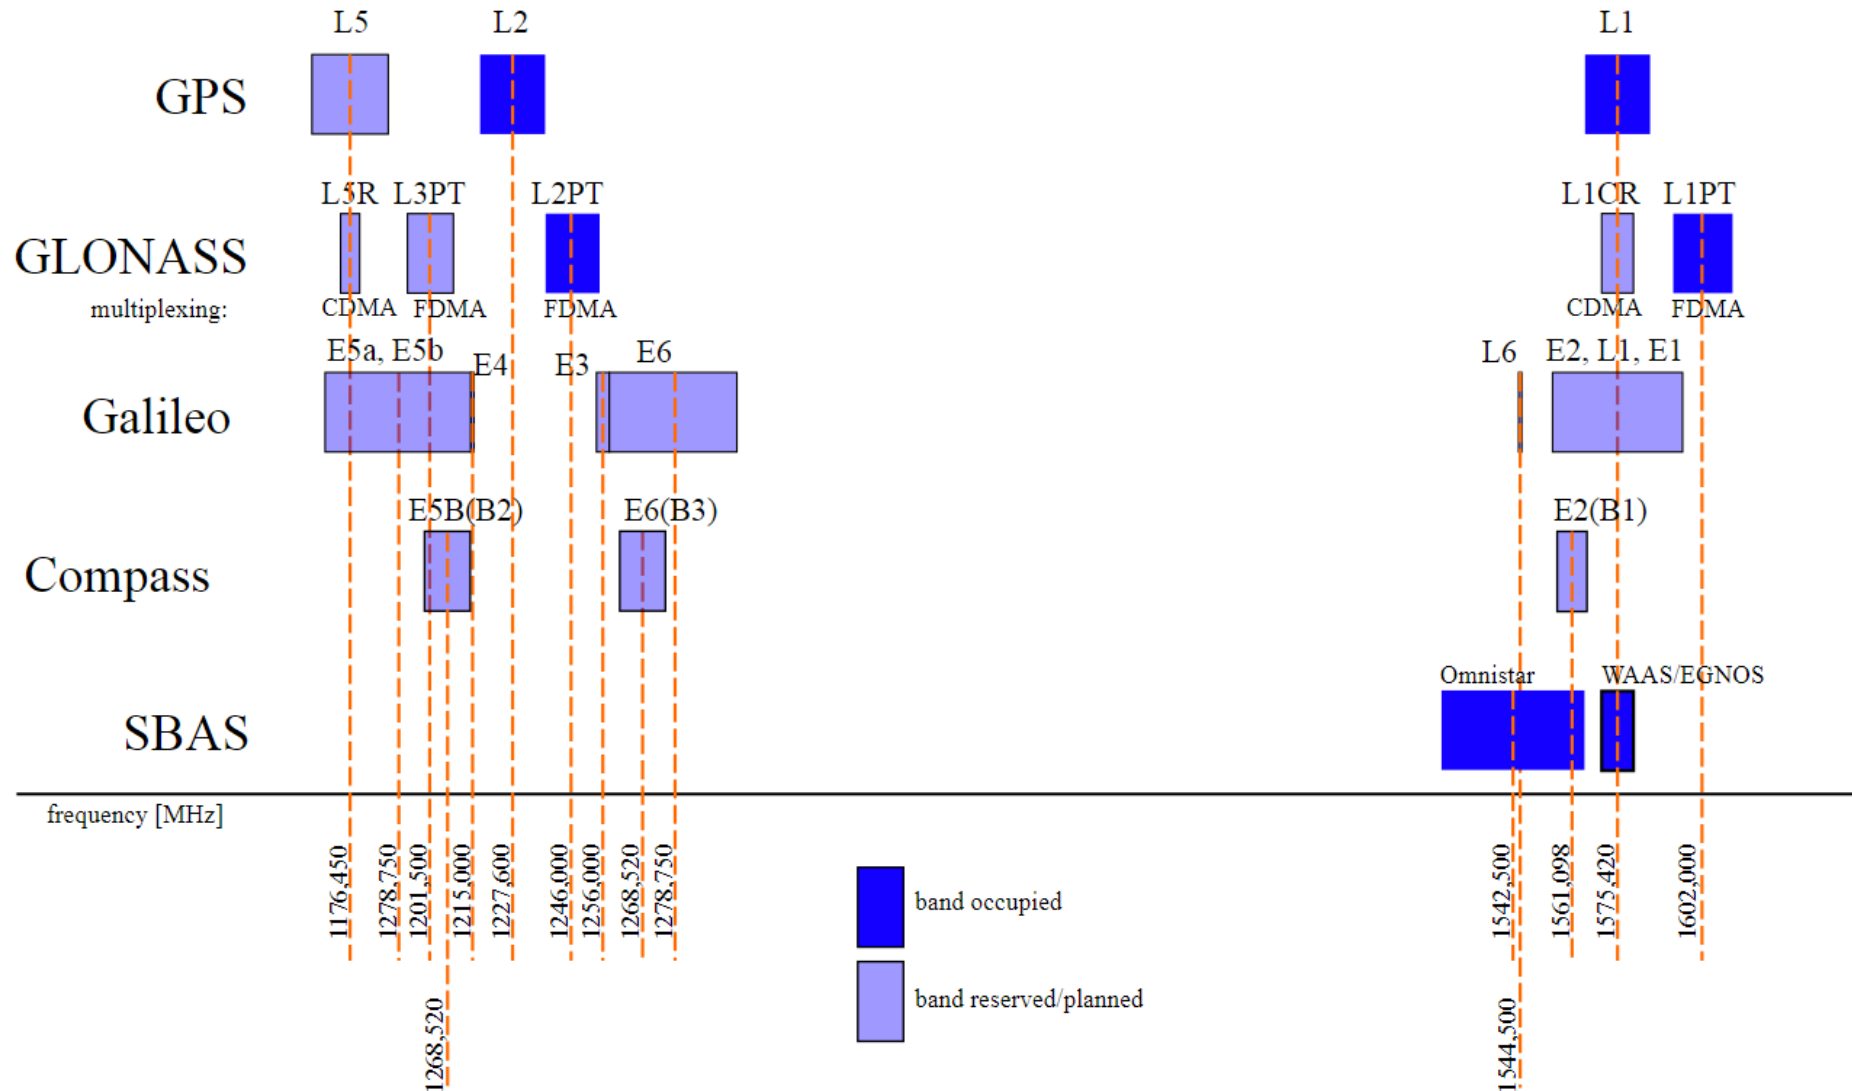 L5 L2 L1
GPS
L5R L3PT L2PT L1CR L1PT
GLONASS
multiplexing: CDMA FDMA FDMA CDMA FDMA
E5a, E5b E4 E3 E6 L6 E2, L1, E1
Galileo
E5B(B2) E6(B3) E2(B1)
Compass
Omnistar WAAS/EGNOS
SBAS
frequency [MHz]
1176,450 1278,750 1201,500 1215,000 1227,600 1246,000 1256,000 1268,520 1278,750 1542,500 1561,098 1575,420 1602,000
band occupied
band reserved/planned
1268,520 1544,500